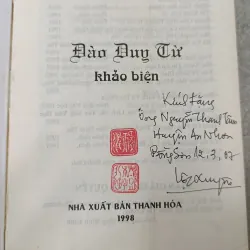 Đào Duy Từ
khảo biện
Kính tặng
Ông Nguyễn Thanh Tâm
Huyện An Nhơn
Bồng Sơn 12.3.07
NHÀ XUẤT BẢN THANH HÓA
1998